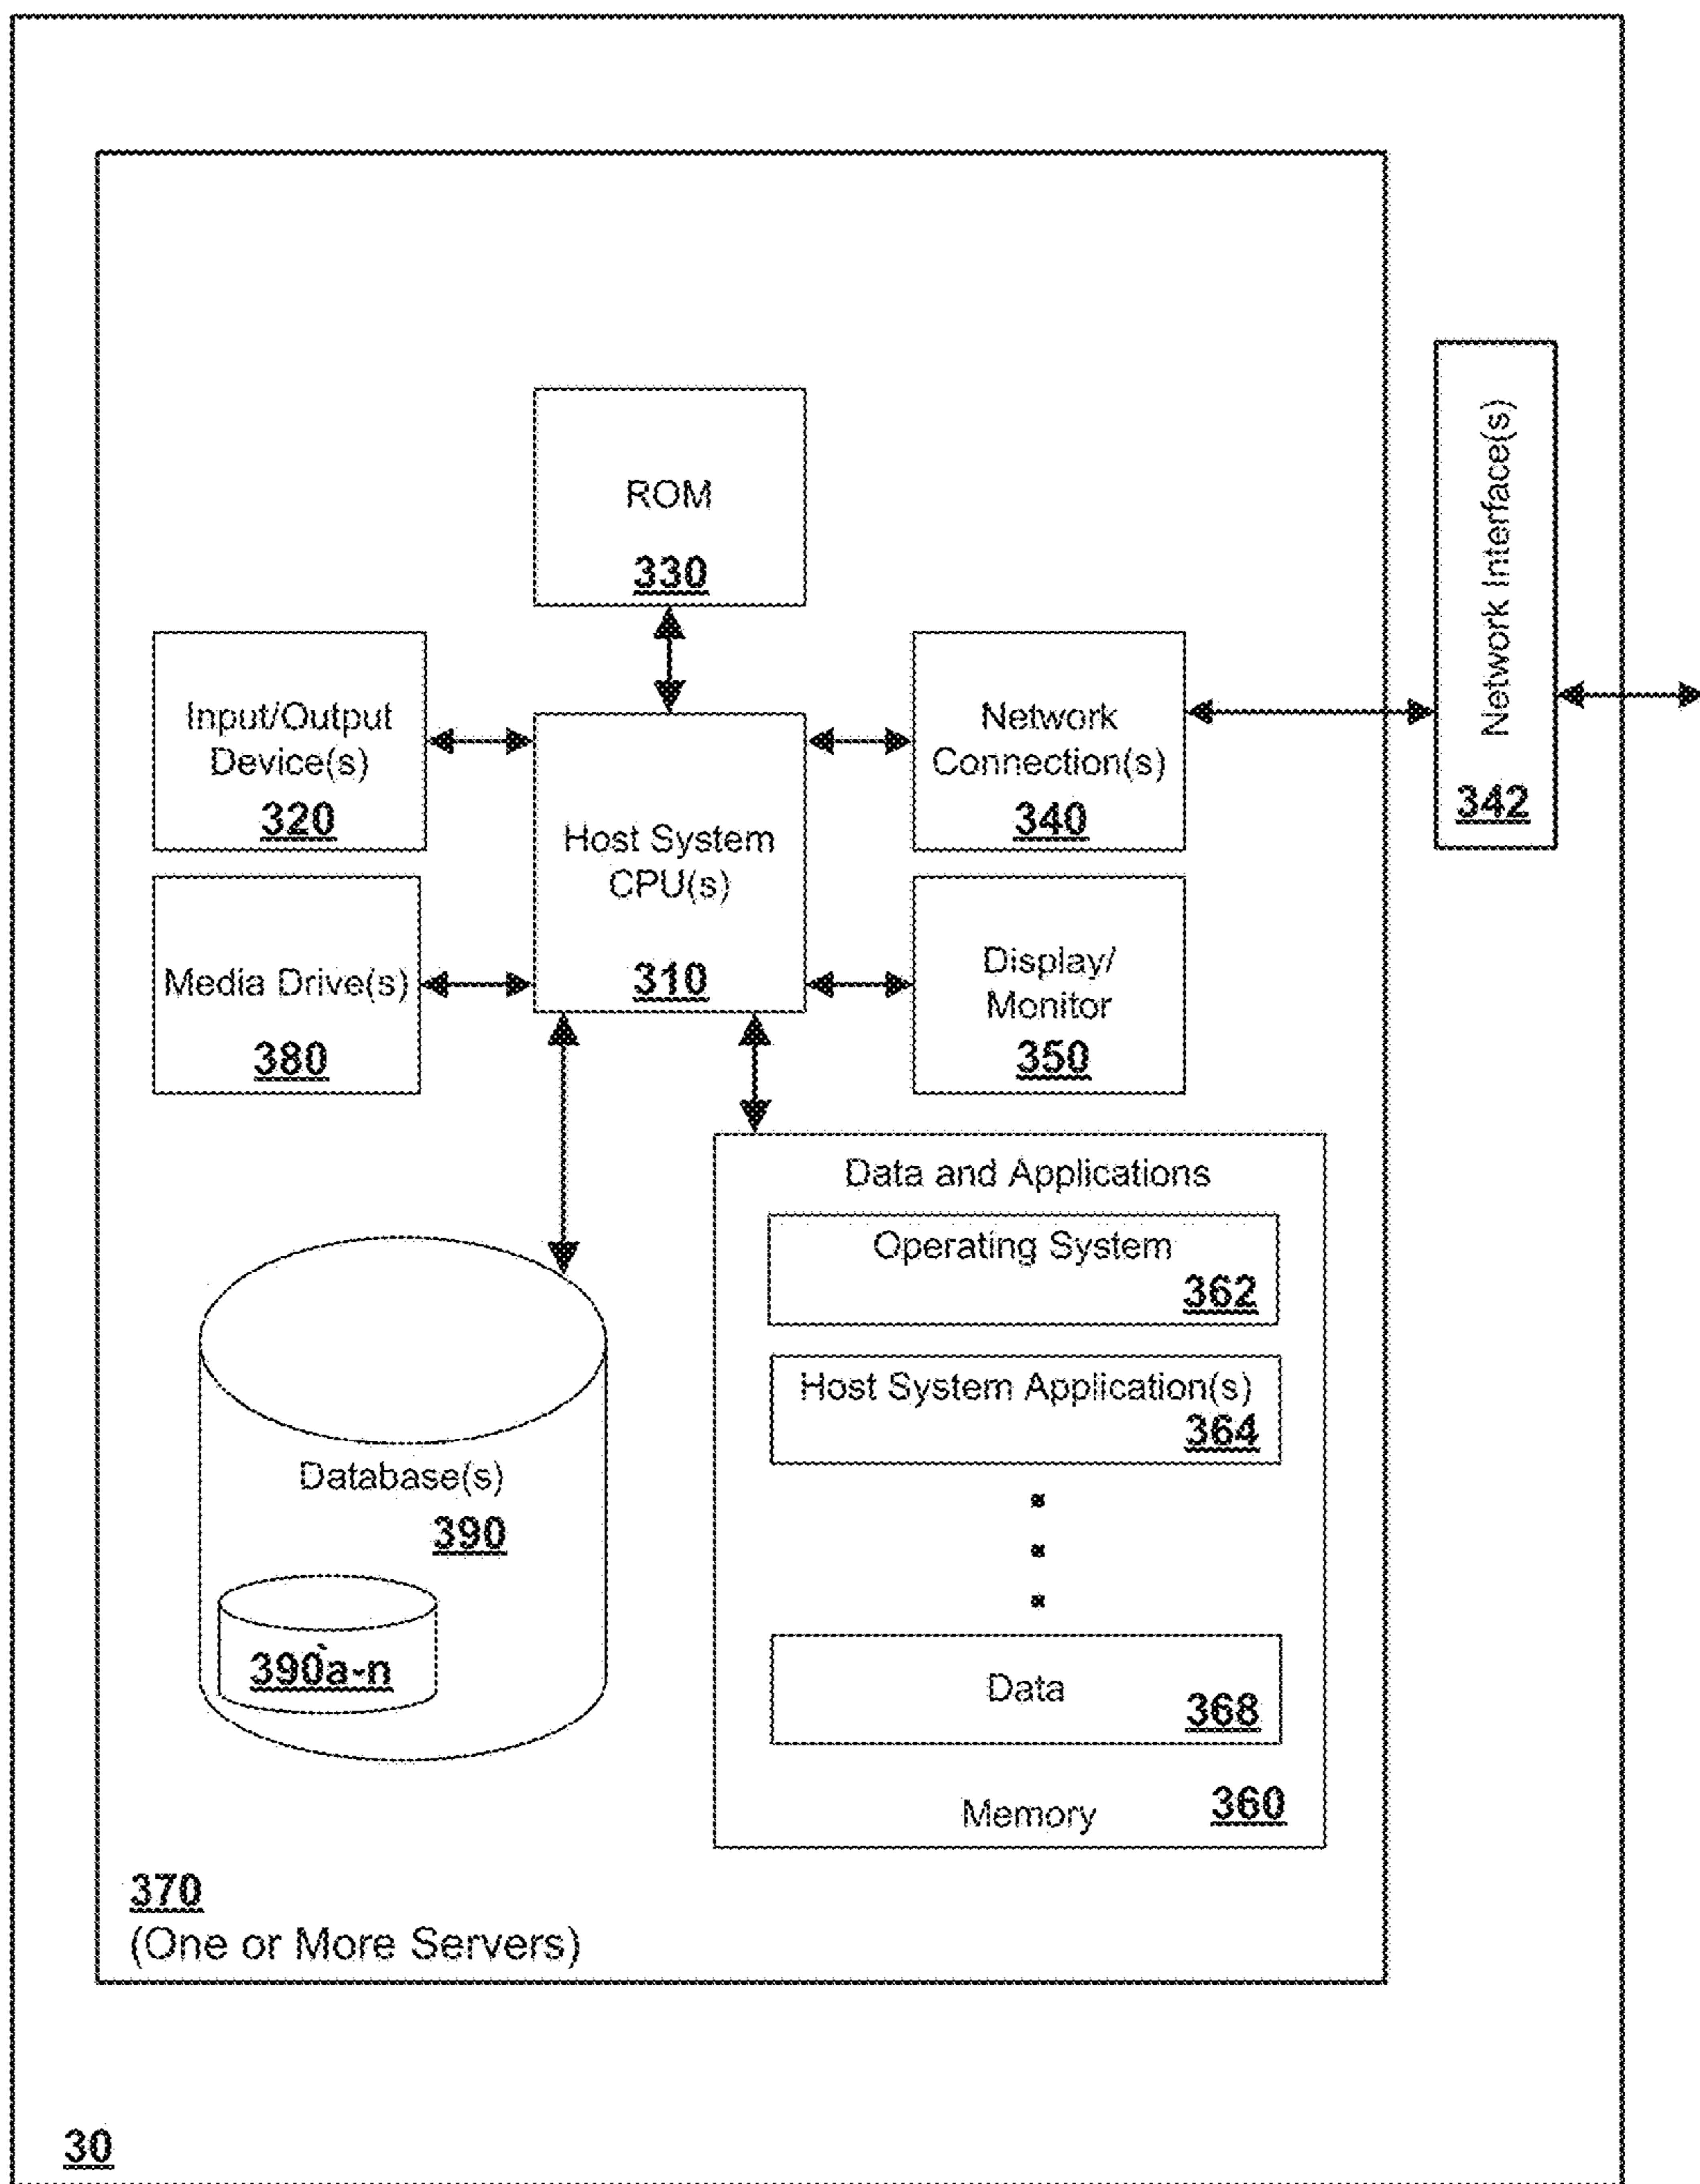 ROM
330
Input/Output
Device(s)
320
Host System
CPU(s)
310
Network
Connection(s)
340
Network Interface(s)
342
Media Drive(s)
380
Display/
Monitor
350
Data and Applications
Operating System
362
Host System Application(s)
364
Data
368
Memory
360
Database(s)
390
390a-n
370
(One or More Servers)
30